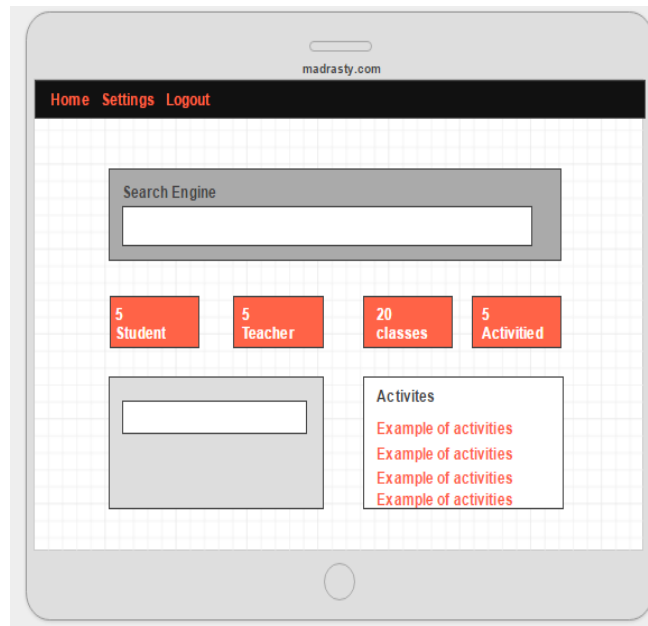 madrasty.com
Home Settings Logout
Search Engine
5
Student
5
Teacher
20
classes
5
Activitied
Activites
Example of activities
Example of activities
Example of activities
Example of activities